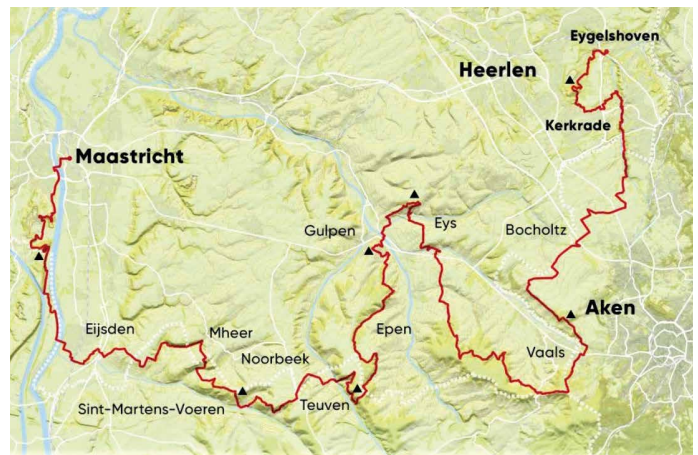 Eygelshoven
Heerlen
Kerkrade
Maastricht
Gulpen
Eys
Bocholtz
Aken
Eijsden
Mheer
Epen
Noorbeek
Vaals
Sint-Martens-Voeren
Teuven